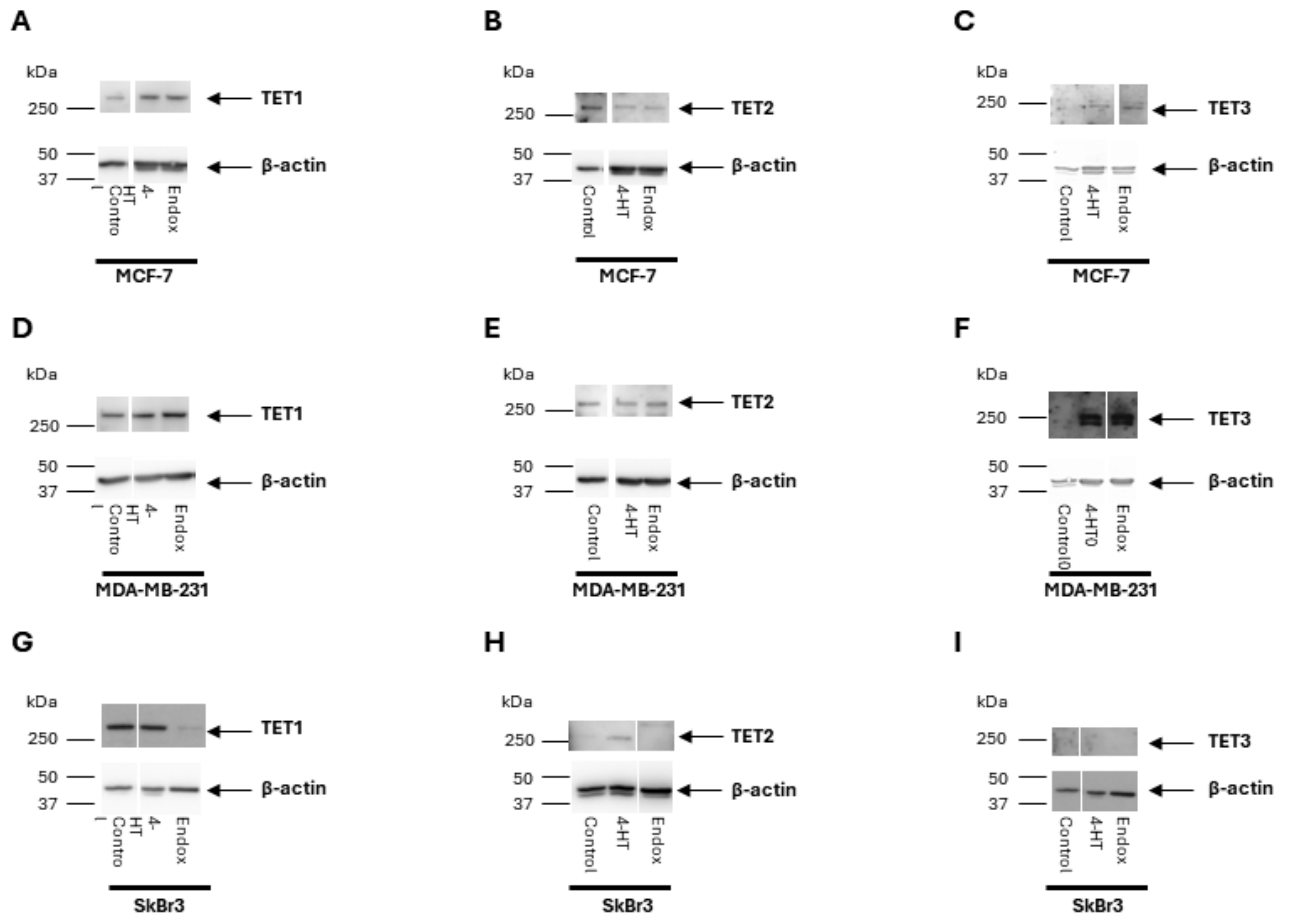 A
kDa
250
TET1
50
37
β-actin
Contro
l
4-
HT
Endox
MCF-7
B
kDa
250
TET2
50
37
β-actin
Control
4-HT
Endox
MCF-7
C
kDa
250
TET3
50
37
β-actin
Control
4-HT
Endox
MCF-7
D
kDa
250
TET1
50
37
β-actin
Contro
l
4-
HT
Endox
MDA-MB-231
E
kDa
250
TET2
50
37
β-actin
Control
4-HT
Endox
MDA-MB-231
F
kDa
250
TET3
50
37
β-actin
Control0
4-HT0
Endox
MDA-MB-231
G
kDa
250
TET1
50
37
β-actin
Contro
l
4-
HT
Endox
SkBr3
H
kDa
250
TET2
50
37
β-actin
Control
4-HT
Endox
SkBr3
I
kDa
250
TET3
50
37
β-actin
Control
4-HT
Endox
SkBr3